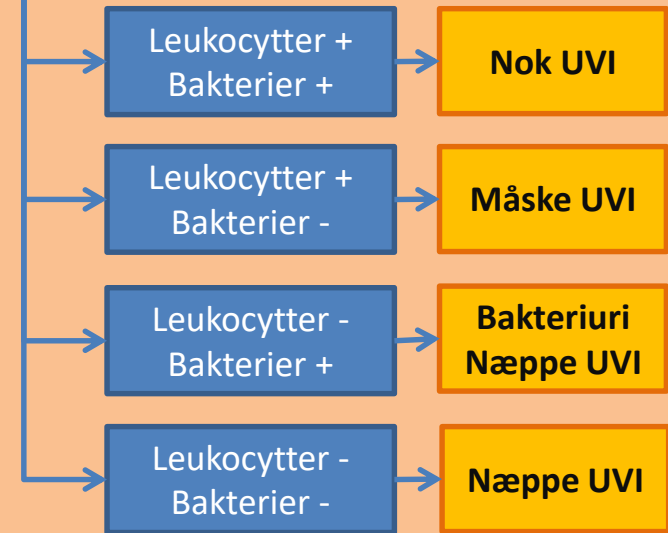 Leukocytter +
Bakterier +
Nok UVI
Leukocytter +
Bakterier -
Måske UVI
Leukocytter -
Bakterier +
Bakteriuri
Næppe UVI
Leukocytter -
Bakterier -
Næppe UVI